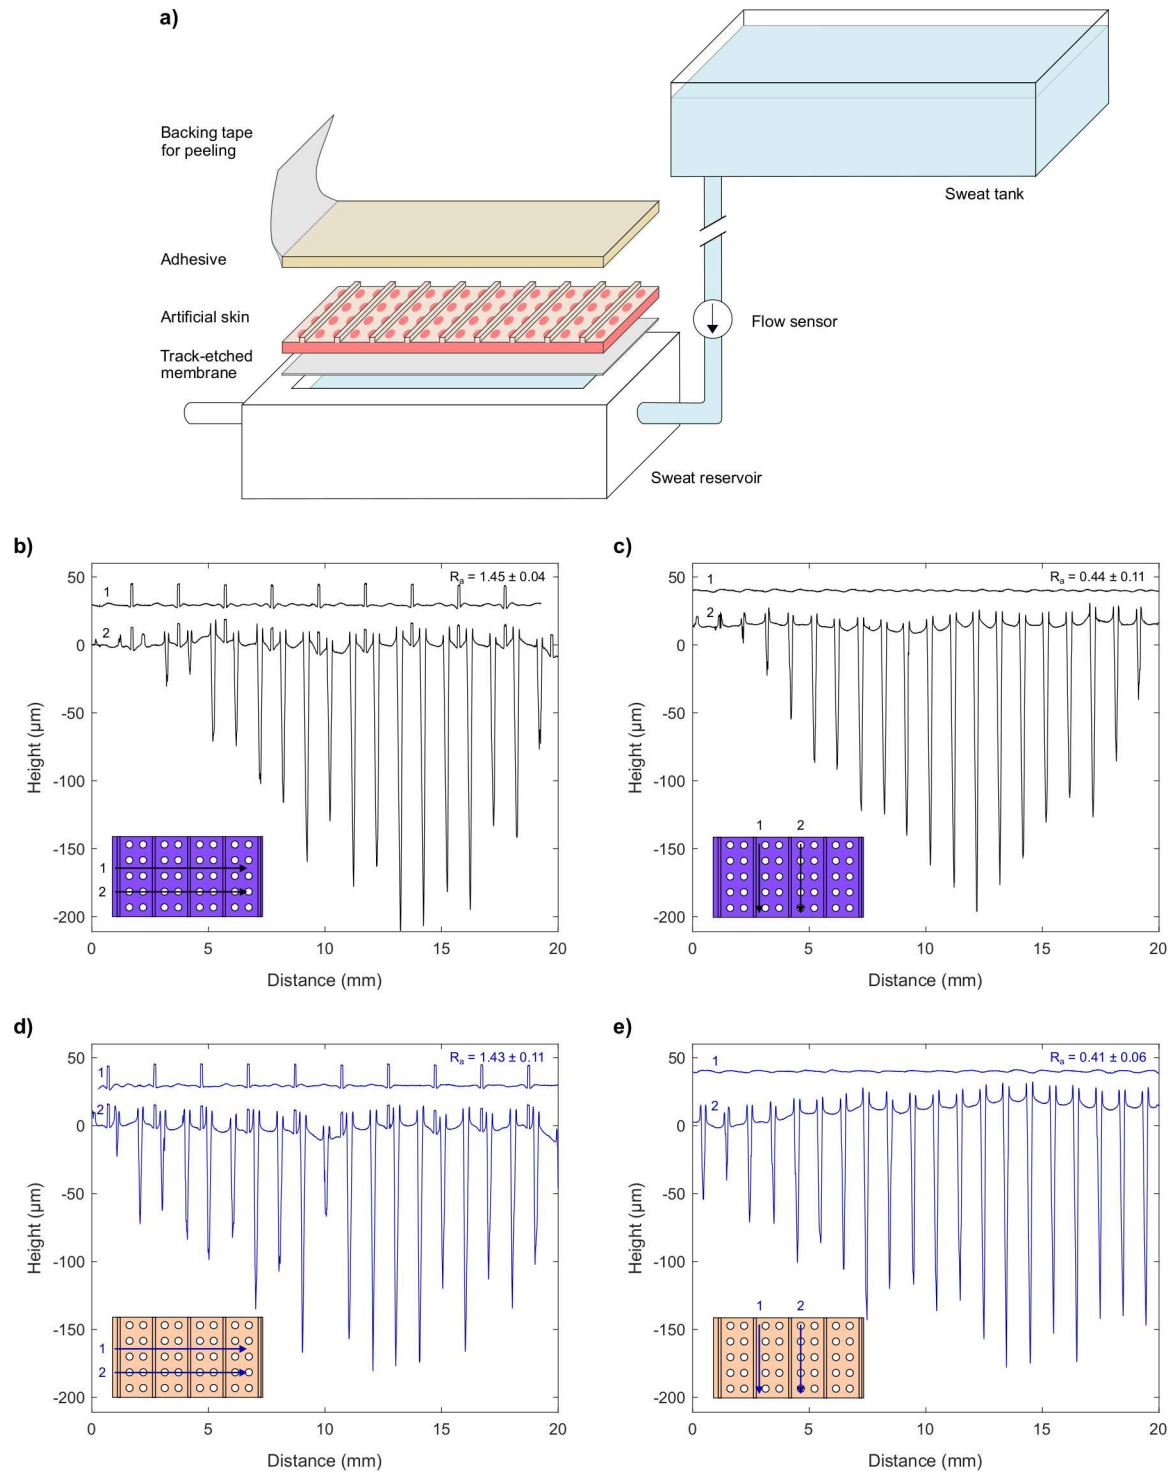 a)
Backing tape
for peeling
Sweat tank
Adhesive
Artificial skin
Flow sensor
Track-etched
membrane
Sweat reservoir
b)
Height (µm)
50
0
-50
-100
-150
-200
1
2
Rₐ = 1.45 ± 0.04
1
2
0
5
10
15
20
Distance (mm)
c)
Height (µm)
50
0
-50
-100
-150
-200
1
2
Rₐ = 0.44 ± 0.11
1 2
0
5
10
15
20
Distance (mm)
d)
Height (µm)
50
0
-50
-100
-150
-200
1
2
Rₐ = 1.43 ± 0.11
1
2
0
5
10
15
20
Distance (mm)
e)
Height (µm)
50
0
-50
-100
-150
-200
1
2
Rₐ = 0.41 ± 0.06
1 2
0
5
10
15
20
Distance (mm)